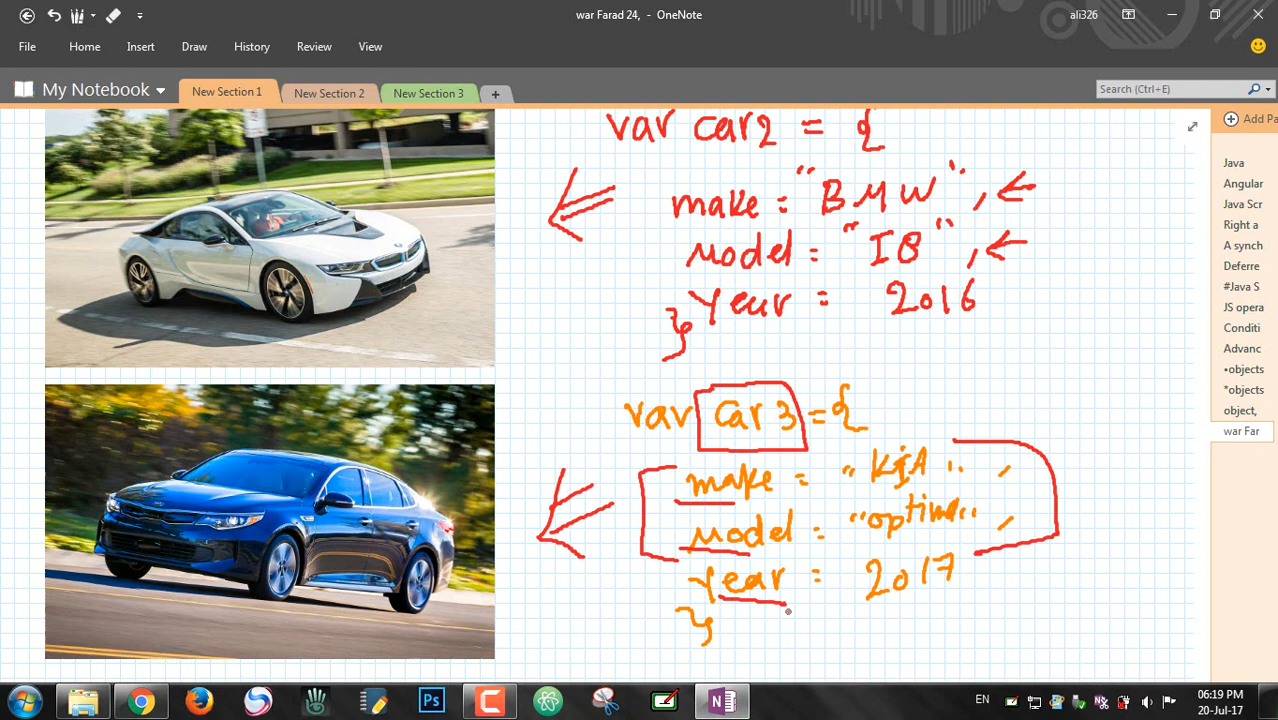 war Farad 24, - OneNote
ali326
File Home Insert Draw History Review View
My Notebook
New Section 1 New Section 2 New Section 3 +
Search (Ctrl+E)
Add Pa
Java
Angular
Java Scr
Right a
A synch
Deferre
#Java S
JS opera
Conditi
Advanc
•objects
*objects
object,
war Far
var car2 = {
make : "BMW",
model : "I8",
year : 2016
}
var Car 3 = {
make : "KIA",
model : "optima",
year : 2017
}
Ps
N
EN
06:19 PM
20-Jul-17